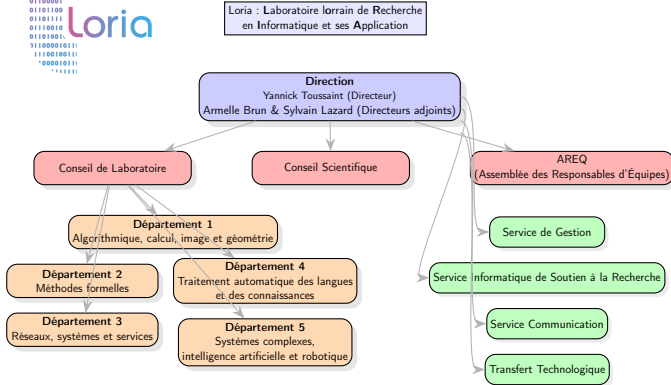 Loria
Loria : Laboratoire lorrain de Recherche
en Informatique et ses Application
Direction
Yannick Toussaint (Directeur)
Armelle Brun & Sylvain Lazard (Directeurs adjoints)
Conseil de Laboratoire
Conseil Scientifique
AREQ
(Assemblée des Responsables d'Équipes)
Département 1
Algorithmique, calcul, image et géométrie
Service de Gestion
Département 2
Méthodes formelles
Département 4
Traitement automatique des langues
et des connaissances
Service Informatique de Soutien à la Recherche
Département 3
Réseaux, systèmes et services
Département 5
Systèmes complexes,
intelligence artificielle et robotique
Service Communication
Transfert Technologique